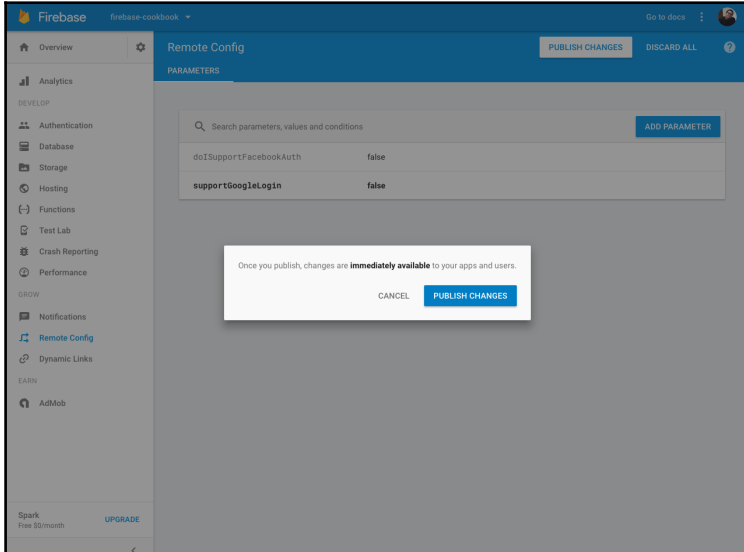 Firebase
firebase-cookbook
Go to docs
Overview
Remote Config
PUBLISH CHANGES
DISCARD ALL
?
PARAMETERS
Analytics
DEVELOP
Authentication
Database
Storage
Hosting
Functions
Test Lab
Crash Reporting
Performance
GROW
Notifications
Remote Config
Dynamic Links
EARN
AdMob
Spark
Free $0/month
UPGRADE
Search parameters, values and conditions
ADD PARAMETER
doISupportFacebookAuth false
supportGoogleLogin false
Once you publish, changes are immediately available to your apps and users.
CANCEL
PUBLISH CHANGES